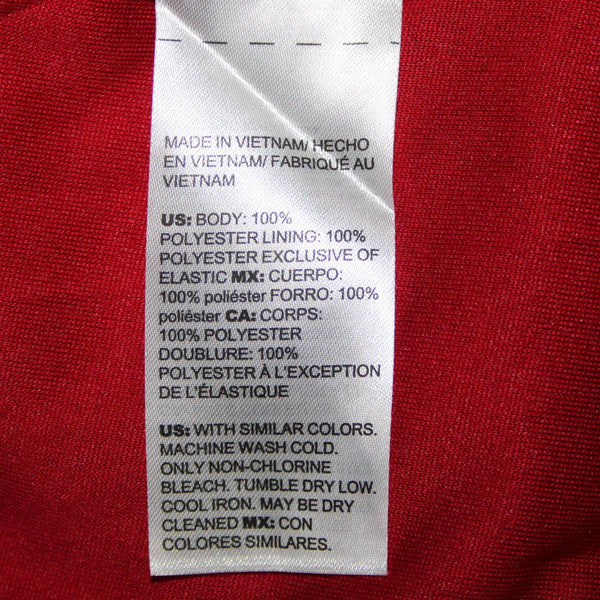 MADE IN VIETNAM/ HECHO
EN VIETNAM/ FABRIQUÉ AU
VIETNAM
US: BODY: 100%
POLYESTER LINING: 100%
POLYESTER EXCLUSIVE OF
ELASTIC MX: CUERPO:
100% poliéster FORRO: 100%
poliéster CA: CORPS:
100% POLYESTER
DOUBLURE: 100%
POLYESTER À L'EXCEPTION
DE L'ÉLASTIQUE
US: WITH SIMILAR COLORS.
MACHINE WASH COLD.
ONLY NON-CHLORINE
BLEACH. TUMBLE DRY LOW.
COOL IRON. MAY BE DRY
CLEANED MX: CON
COLORES SIMILARES.